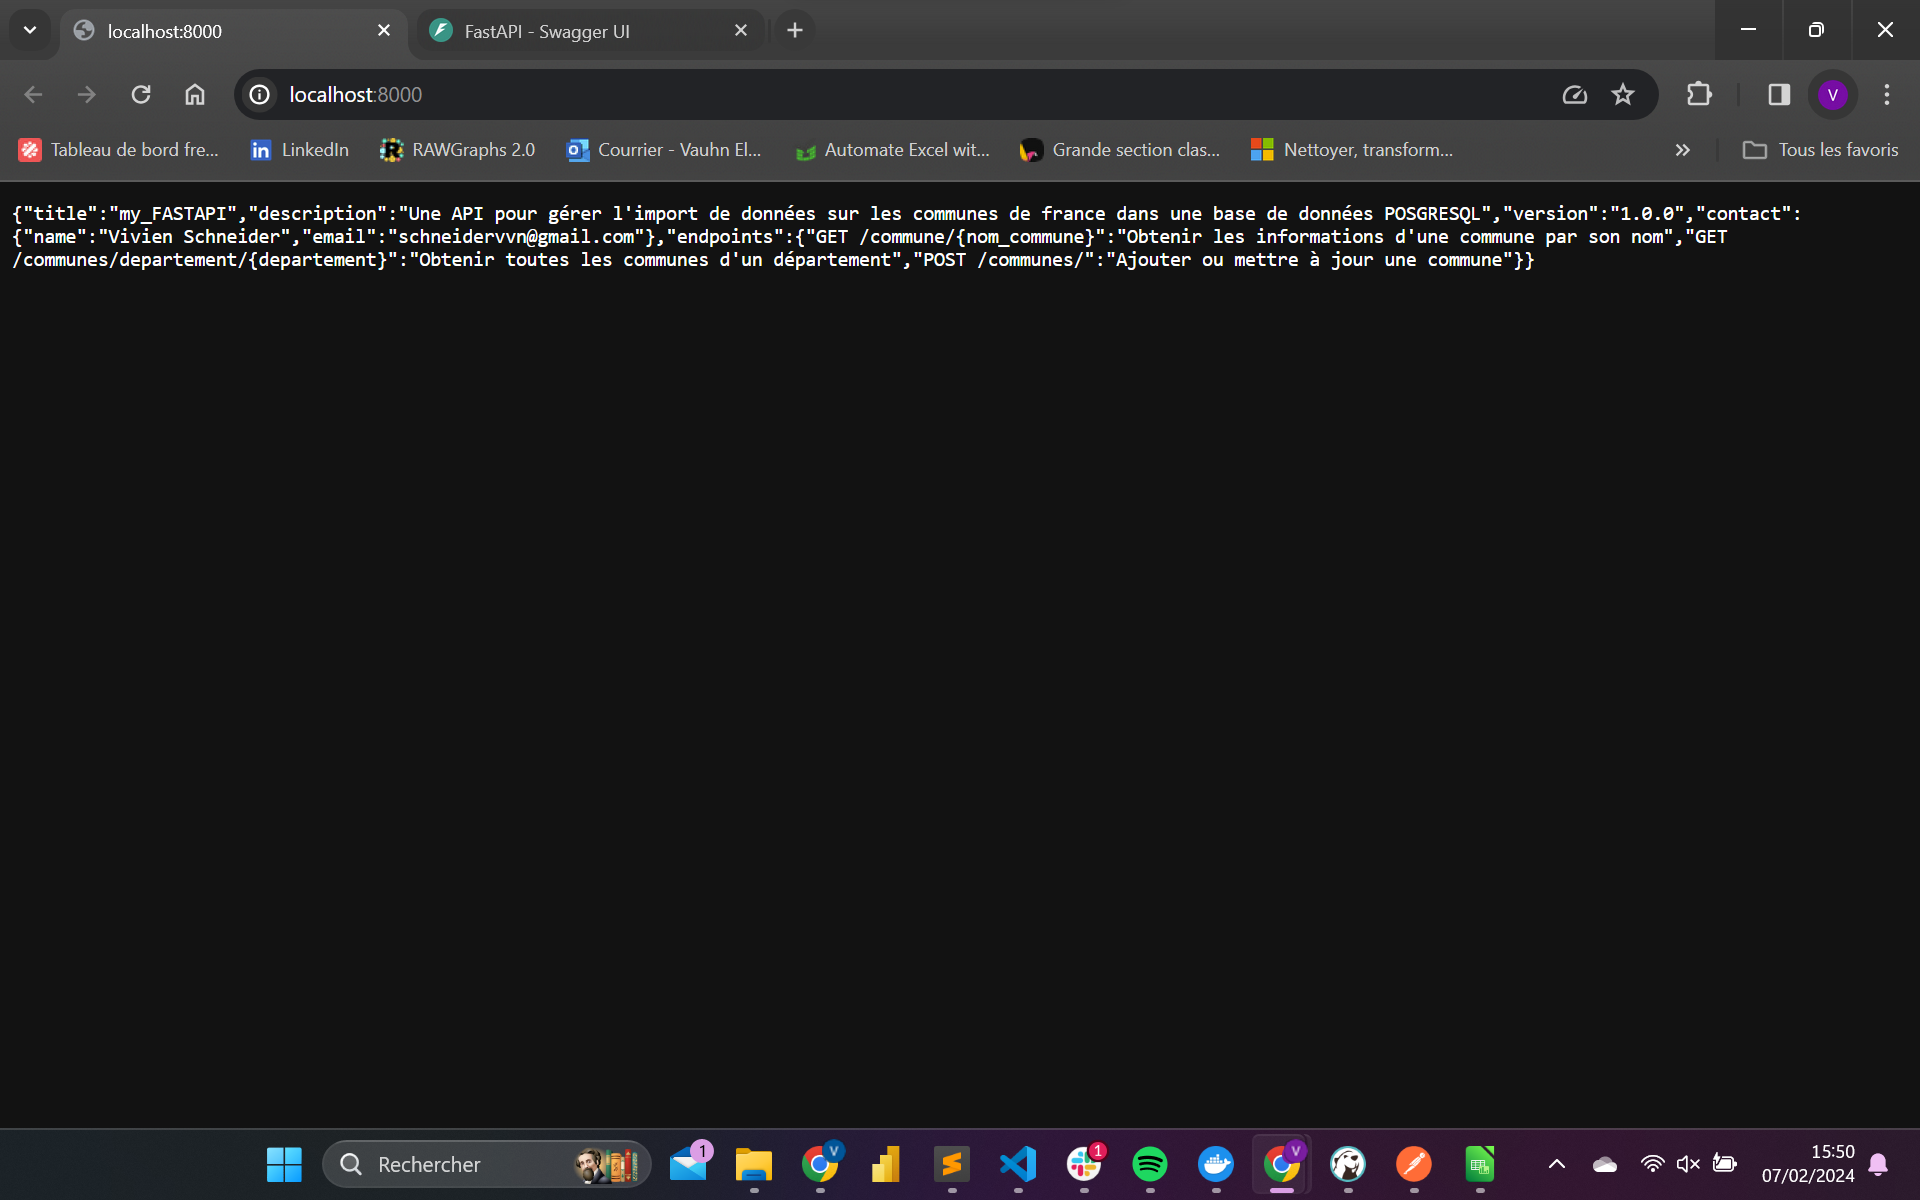 localhost:8000
FastAPI - Swagger UI
localhost:8000
V
Tableau de bord fre...
LinkedIn
RAWGraphs 2.0
Courrier - Vauhn El...
Automate Excel wit...
Grande section clas...
Nettoyer, transform...
Tous les favoris
{"title":"my_FASTAPI","description":"Une API pour gérer l'import de données sur les communes de france dans une base de données POSGRESQL","version":"1.0.0","contact":
{"name":"Vivien Schneider","email":"schneidervvn@gmail.com"},"endpoints":{"GET /commune/{nom_commune}":"Obtenir les informations d'une commune par son nom","GET
/communes/departement/{departement}":"Obtenir toutes les communes d'un département","POST /communes/":"Ajouter ou mettre à jour une commune"}}
Rechercher
1
V
1
V
15:50
07/02/2024